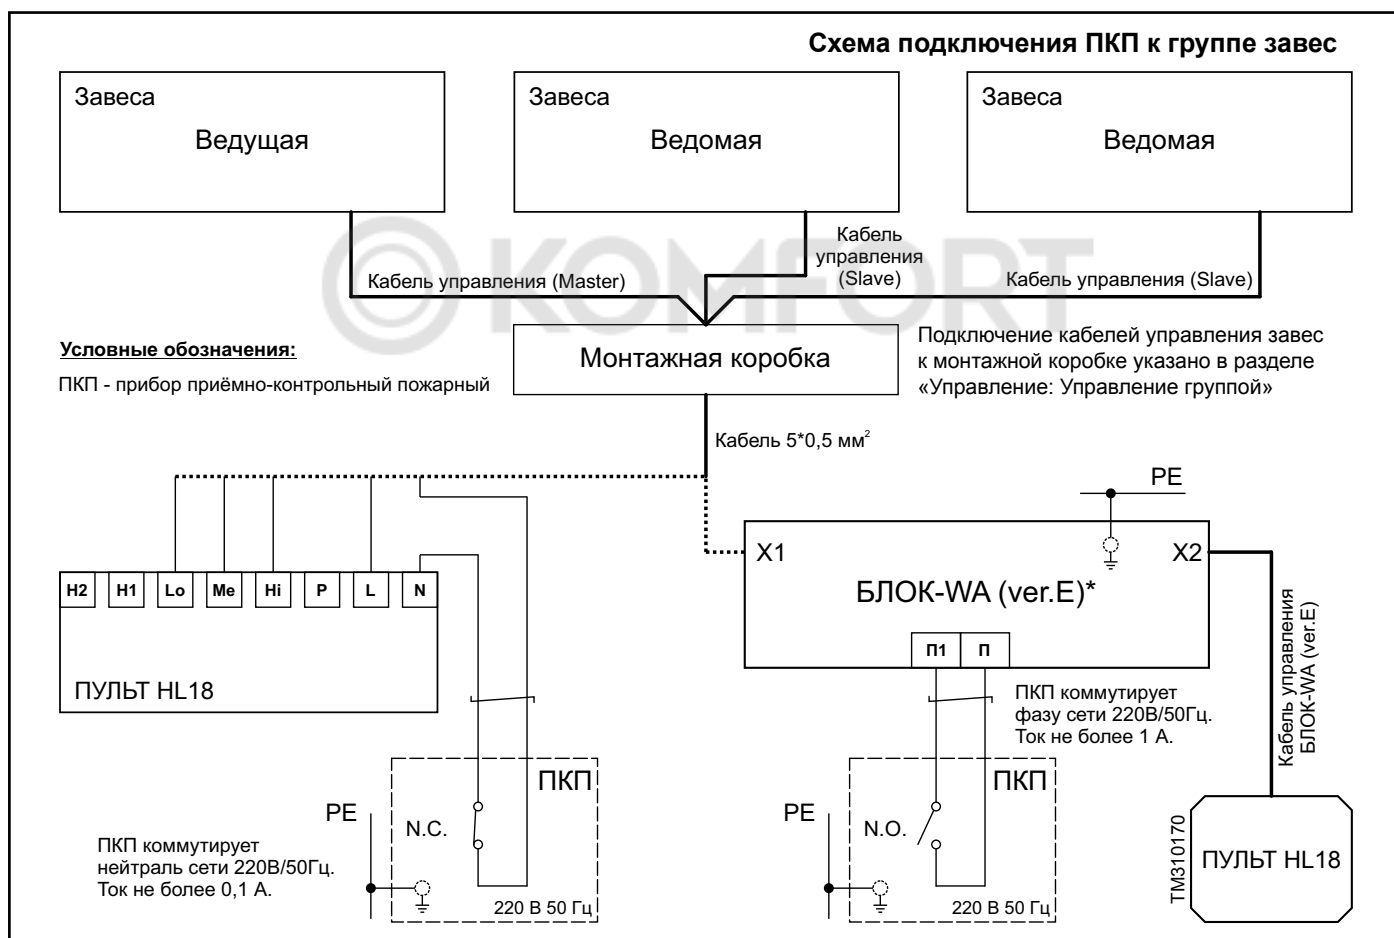 Схема подключения ПКП к группе завес
Завеса
Ведущая
Завеса
Ведомая
Завеса
Ведомая
KOMFORT
Кабель управления (Master)
Кабель
управления
(Slave)
Кабель управления (Slave)
Условные обозначения:
ПКП - прибор приёмно-контрольный пожарный
Монтажная коробка
Подключение кабелей управления завес
к монтажной коробке указано в разделе
«Управление: Управление группой»
Кабель 5*0,5 мм²
PE
H2 H1 Lo Me Hi P L N
ПУЛЬТ HL18
X1
X2
БЛОК-WA (ver.E)*
П1 П
Кабель управления
БЛОК-WA (ver.E)
ПКП коммутирует
фазу сети 220В/50Гц.
Ток не более 1 А.
ПКП
PE
N.C.
220 В 50 Гц
ПКП коммутирует
нейтраль сети 220В/50Гц.
Ток не более 0,1 А.
ПКП
PE
N.O.
220 В 50 Гц
TM310170
ПУЛЬТ HL18